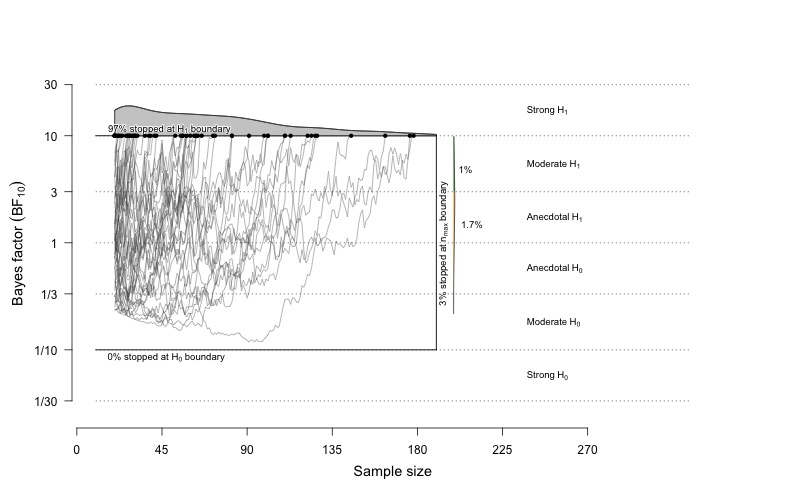 30
Strong H1
97% stopped at H1 boundary
10
Moderate H1
1%
3
Anecdotal H1
1.7%
1
Anecdotal H0
1/3
Moderate H0
1/10
0% stopped at H0 boundary
Strong H0
1/30
3% stopped at nmax boundary
Bayes factor (BF10)
0 45 90 135 180 225 270
Sample size